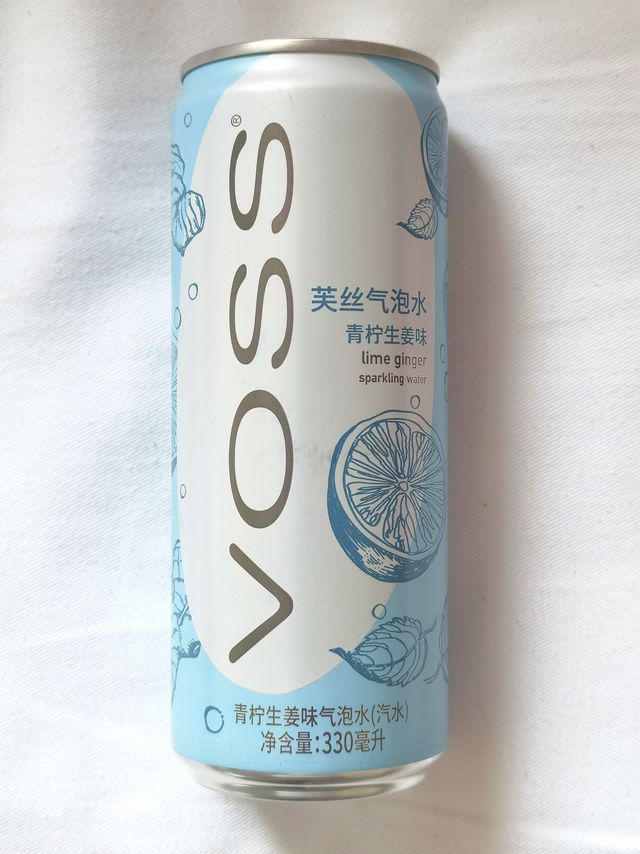 VOSS®
芙丝气泡水
青柠生姜味
lime ginger
sparkling water
青柠生姜味气泡水(汽水)
净含量:330毫升